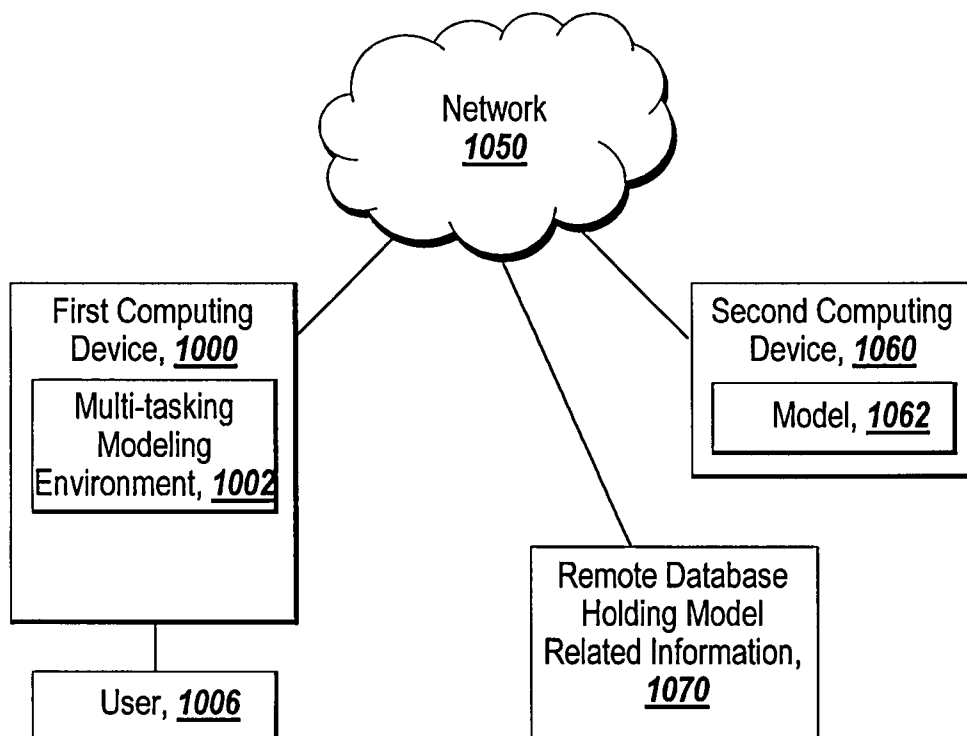 Network
1050
First Computing
Device, 1000
Multi-tasking
Modeling
Environment, 1002
User, 1006
Second Computing
Device, 1060
Model, 1062
Remote Database
Holding Model
Related Information,
1070